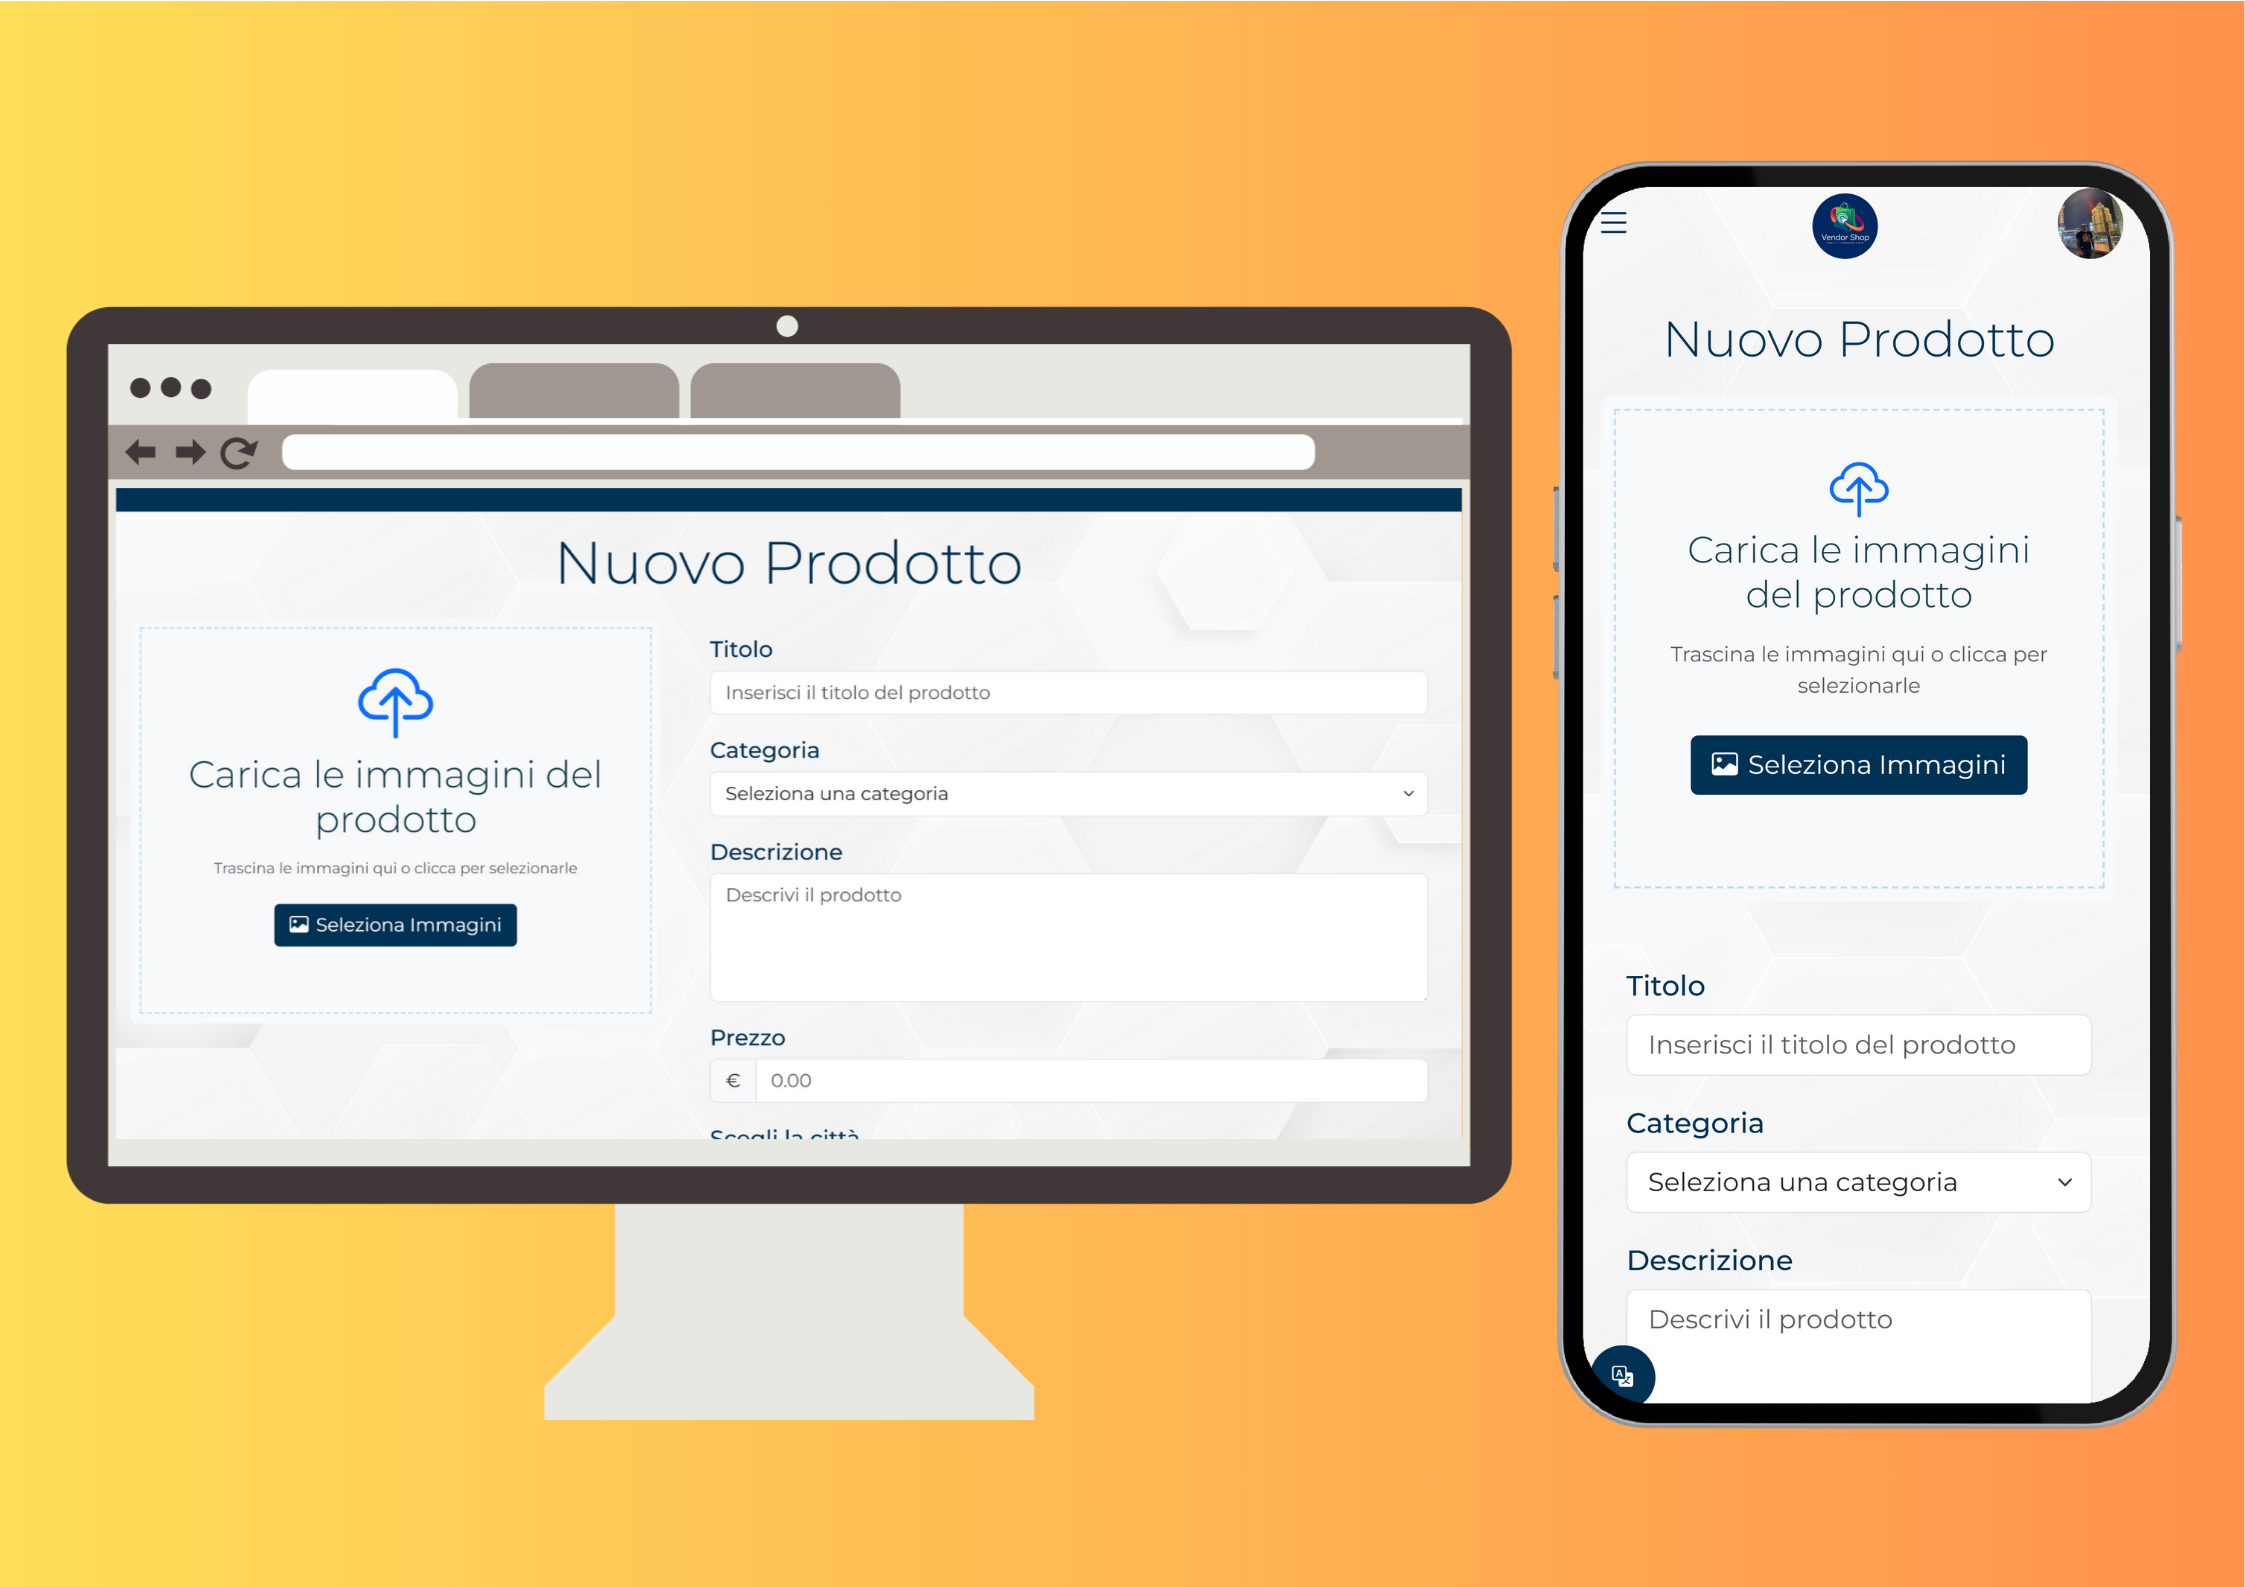 Nuovo Prodotto
Carica le immagini del
prodotto
Trascina le immagini qui o clicca per selezionarle
Seleziona Immagini
Titolo
Inserisci il titolo del prodotto
Categoria
Seleziona una categoria
Descrizione
Descrivi il prodotto
Prezzo
€ 0.00
Scegli la città
Vendor Shop
Nuovo Prodotto
Carica le immagini
del prodotto
Trascina le immagini qui o clicca per
selezionarle
Seleziona Immagini
Titolo
Inserisci il titolo del prodotto
Categoria
Seleziona una categoria
Descrizione
Descrivi il prodotto